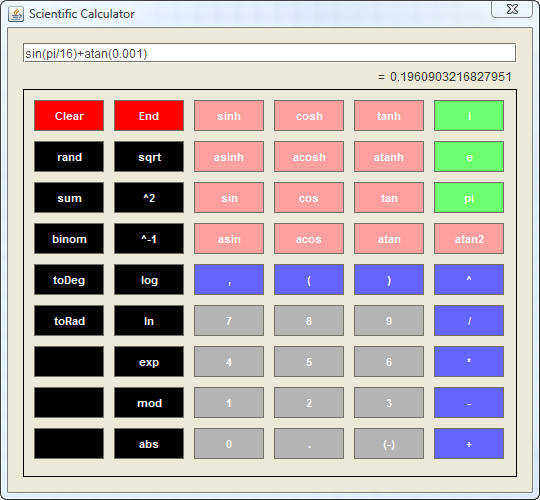 Scientific Calculator
sin(pi/16)+atan(0.001)
= 0.1960903216827951
Clear End sinh cosh tanh i
rand sqrt asinh acosh atanh e
sum ^2 sin cos tan pi
binom ^-1 asin acos atan atan2
toDeg log , ( ) ^
toRad ln 7 8 9 /
exp 4 5 6 *
mod 1 2 3 -
abs 0 . (-) +